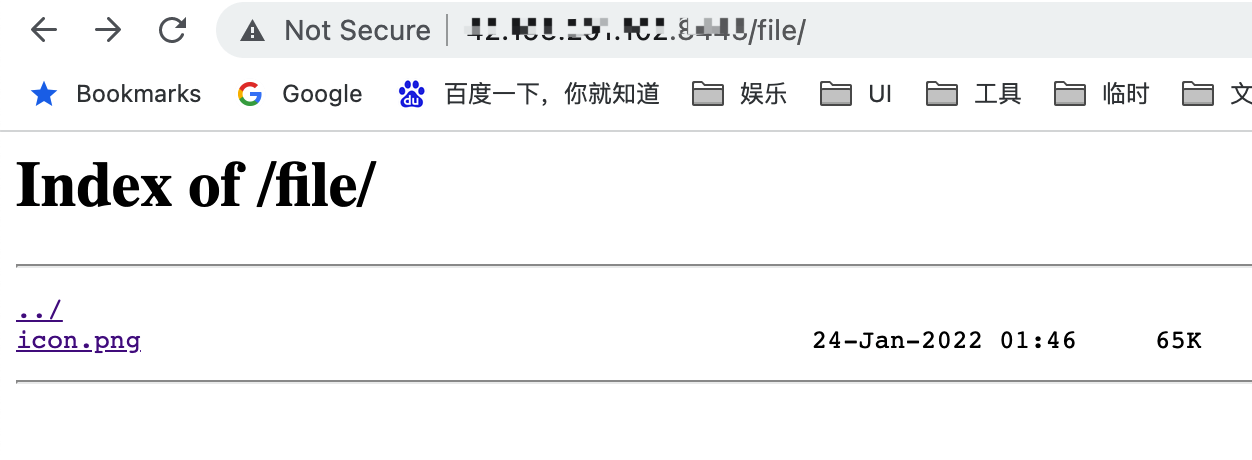 Not Secure /file/
Bookmarks Google 百度一下，你就知道 娱乐 UI 工具 临时 文
Index of /file/
../
icon.png 24-Jan-2022 01:46 65K